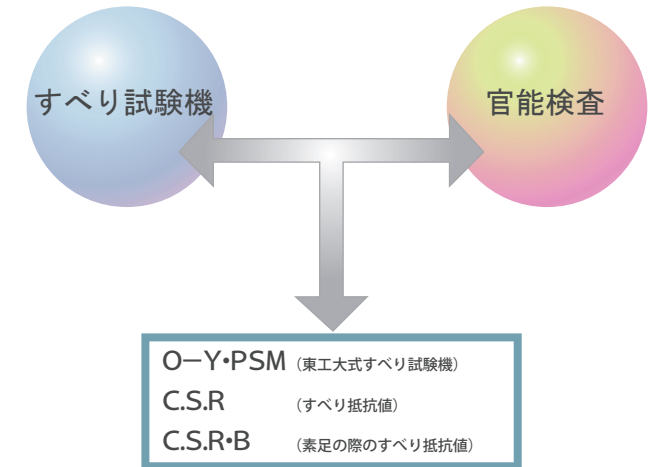 すべり試験機
官能検査
O－Y・PSM（東工大式すべり試験機）
C.S.R（すべり抵抗値）
C.S.R・B（素足の際のすべり抵抗値）